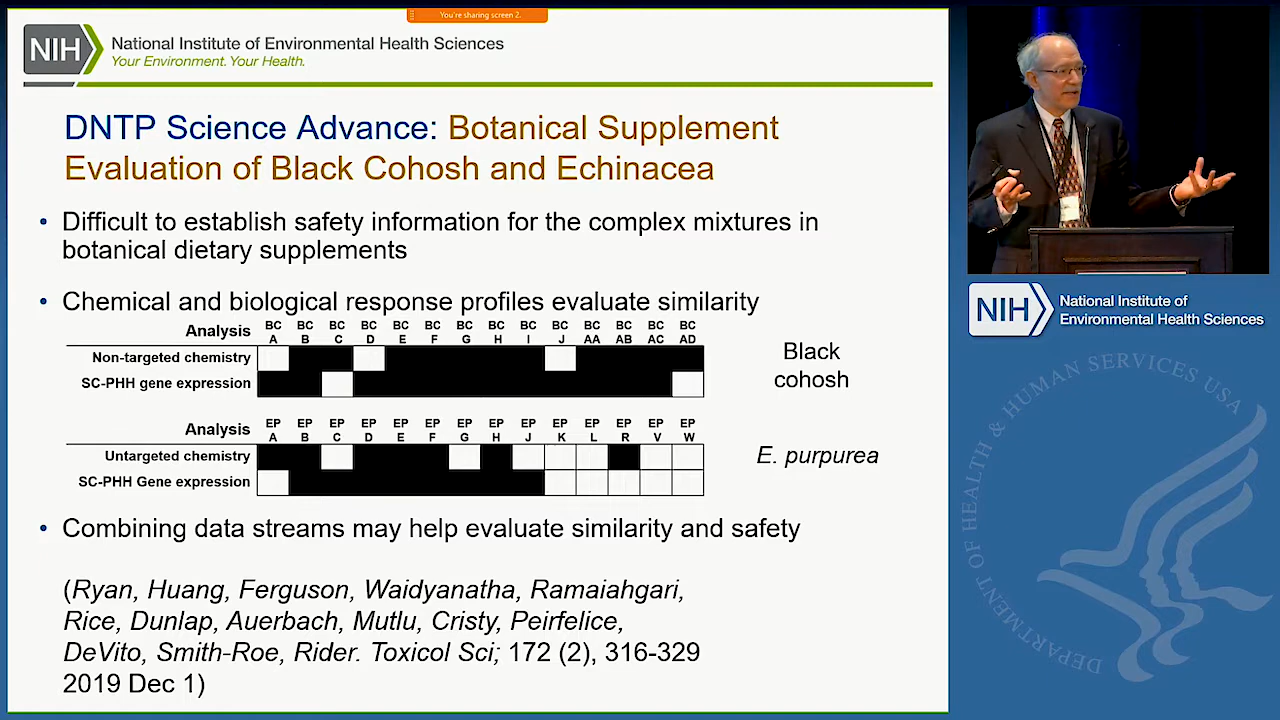 You're sharing screen 2.
NIH
National Institute of Environmental Health Sciences
Your Environment. Your Health.
DNTP Science Advance: Botanical Supplement
Evaluation of Black Cohosh and Echinacea
• Difficult to establish safety information for the complex mixtures in
botanical dietary supplements
• Chemical and biological response profiles evaluate similarity
Analysis BC A BC B BC C BC D BC E BC F BC G BC H BC I BC J BC AA BC AB BC AC BC AD
Non-targeted chemistry
SC-PHH gene expression
Black
cohosh
Analysis EP A EP B EP C EP D EP E EP F EP G EP H EP J EP K EP L EP R EP V EP W
Untargeted chemistry
SC-PHH Gene expression
E. purpurea
• Combining data streams may help evaluate similarity and safety
(Ryan, Huang, Ferguson, Waidyanatha, Ramaiahgari,
Rice, Dunlap, Auerbach, Mutlu, Cristy, Peirfelice,
DeVito, Smith-Roe, Rider. Toxicol Sci; 172 (2), 316-329
2019 Dec 1)
NIH
National Institute of
Environmental Health Sciences
DEPARTMENT OF HEALTH & HUMAN SERVICES USA